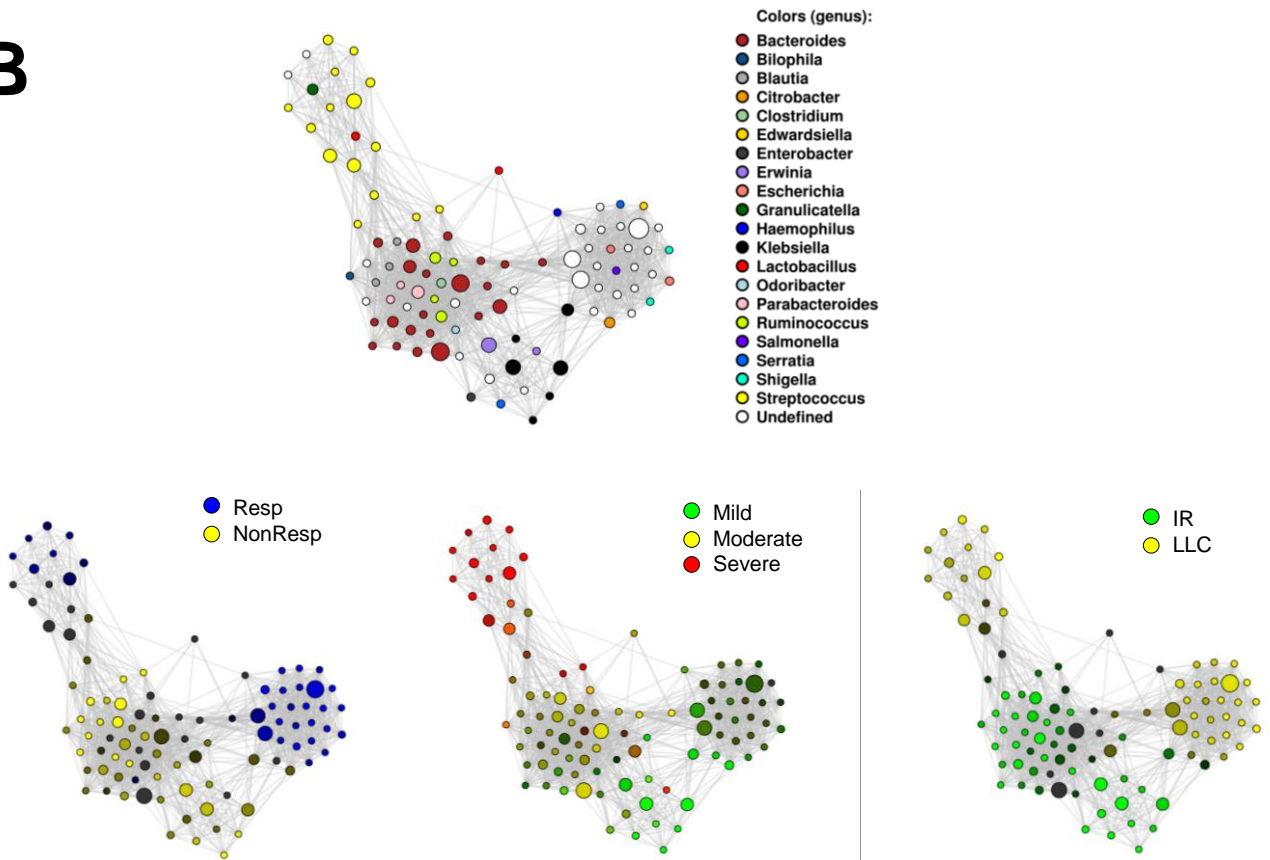 B
Colors (genus):
Bacteroides
Bilophila
Blautia
Citrobacter
Clostridium
Edwardsiella
Enterobacter
Erwinia
Escherichia
Granulicatella
Haemophilus
Klebsiella
Lactobacillus
Odoribacter
Parabacteroides
Ruminococcus
Salmonella
Serratia
Shigella
Streptococcus
Undefined
Resp
NonResp
Mild
Moderate
Severe
IR
LLC